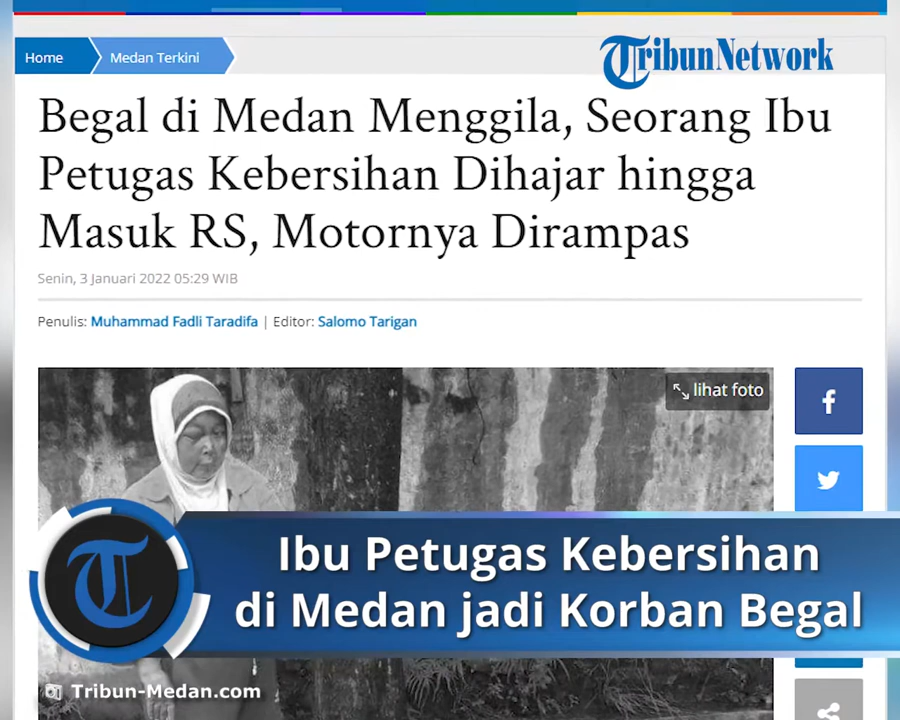 Home
Medan Terkini
TribunNetwork
Begal di Medan Menggila, Seorang Ibu
Petugas Kebersihan Dihajar hingga
Masuk RS, Motornya Dirampas
Senin, 3 Januari 2022 05:29 WIB
Penulis: Muhammad Fadli Taradifa | Editor: Salomo Tarigan
lihat foto
Ibu Petugas Kebersihan
di Medan jadi Korban Begal
Tribun-Medan.com